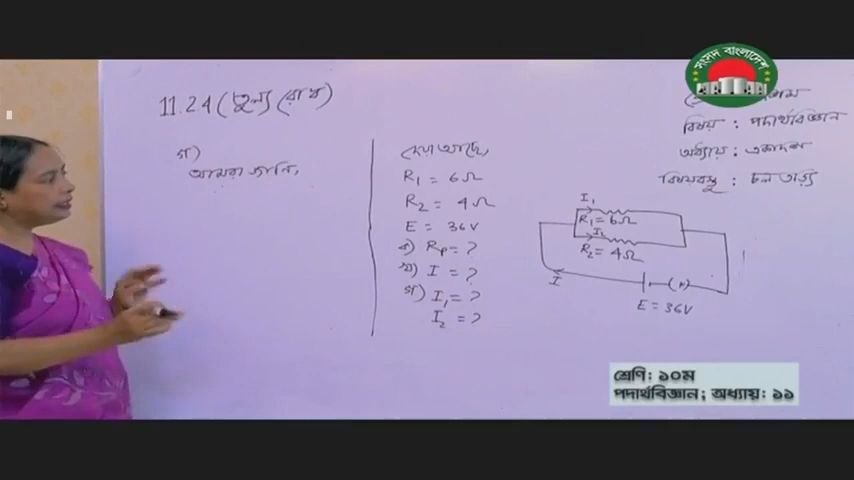 সংসদ বাংলাদেশ
11.24 (তুল্য রোধ)
গ)
আমরা জানি,
দেয়া আছে,
R₁ = 6Ω
R₂ = 4Ω
E = 36V
ক) Rp = ?
খ) I = ?
গ) I₁ = ?
I₂ = ?
বিষয় : পদার্থবিজ্ঞান
অধ্যায় : একাদশ
বিষয়বস্তু : চল তড়িৎ
I₁
R₁ = 6Ω
I₂
R₂ = 4Ω
I
E = 36V
শ্রেণি: ১০ম
পদার্থবিজ্ঞান; অধ্যায়: ১১